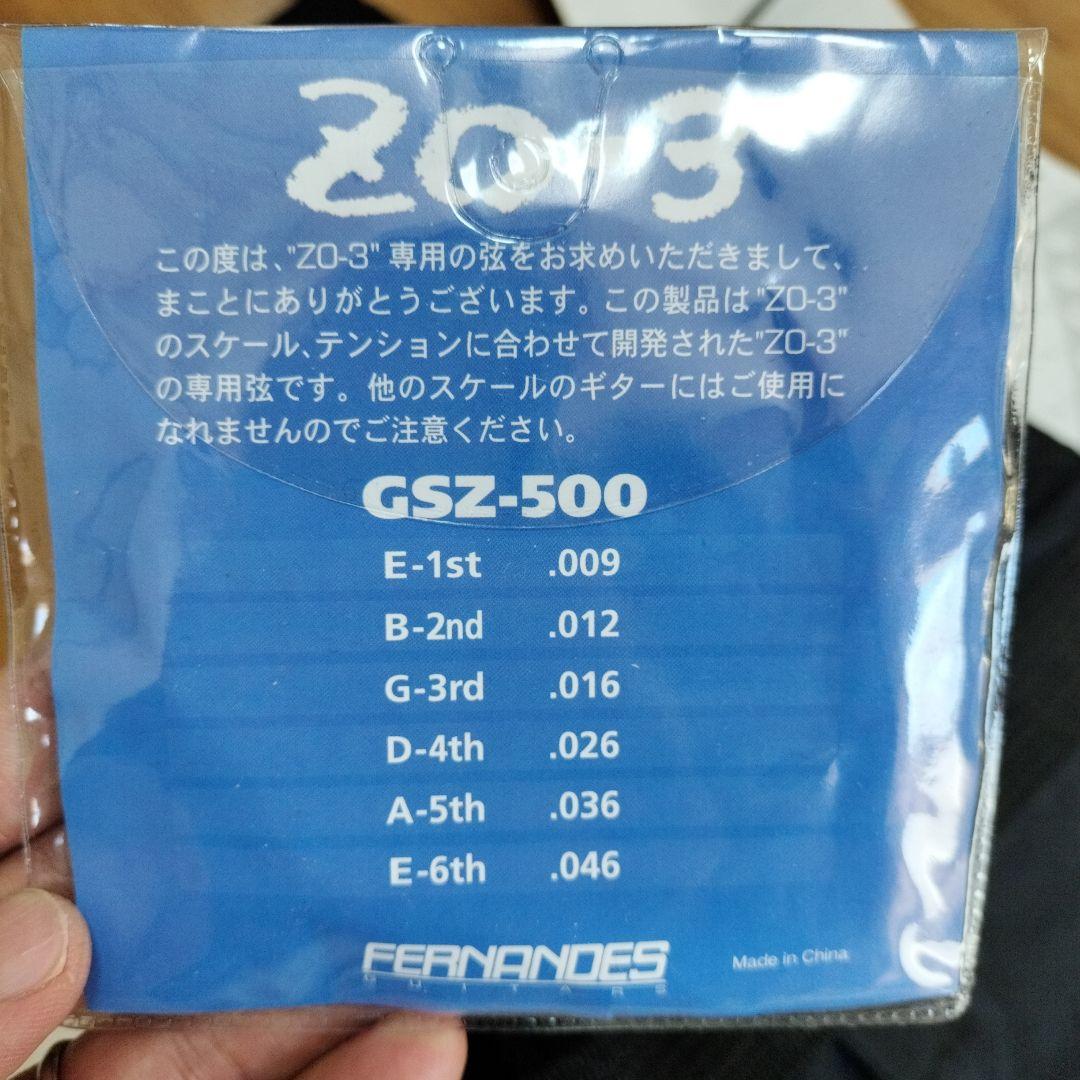 ZO-3
この度は、"ZO-3" 専用の弦をお求めいただきまして、
まことにありがとうございます。この製品は"ZO-3"
のスケール、テンションに合わせて開発された"ZO-3"
の専用弦です。他のスケールのギターにはご使用に
なれませんのでご注意ください。
GSZ-500
E-1st .009
B-2nd .012
G-3rd .016
D-4th .026
A-5th .036
E-6th .046
FERNANDES
GUITARS
Made in China